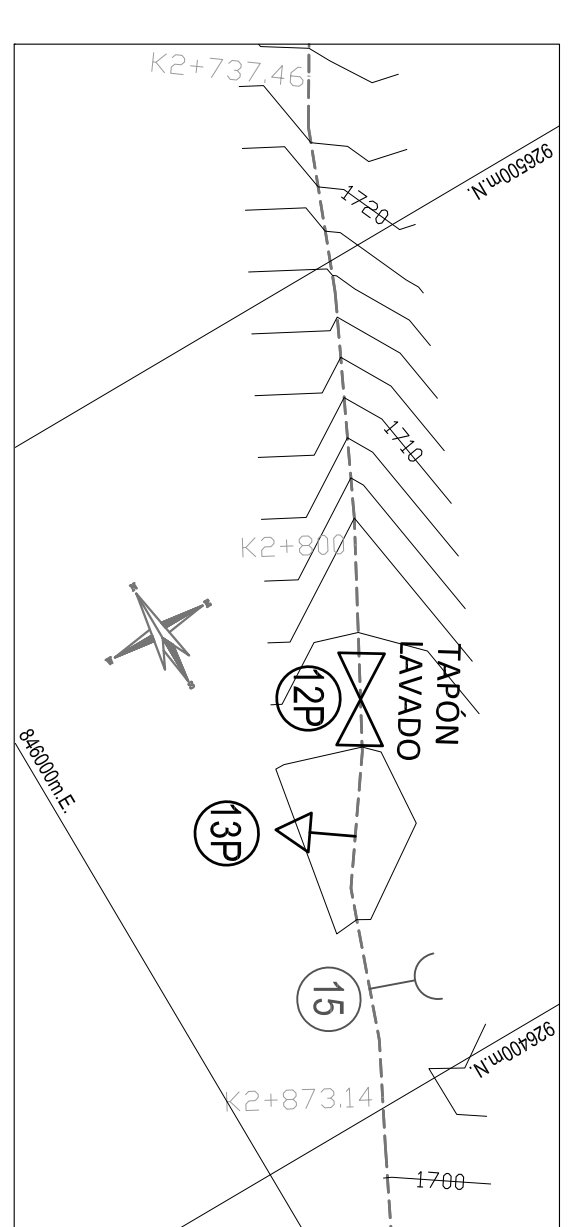 K2+737,46
926500m.N.
1720
1710
K2+800
TAPÓN
LAVADO
12P
846000m.E.
13P
15
926400m.N.
K2+873.14
1700